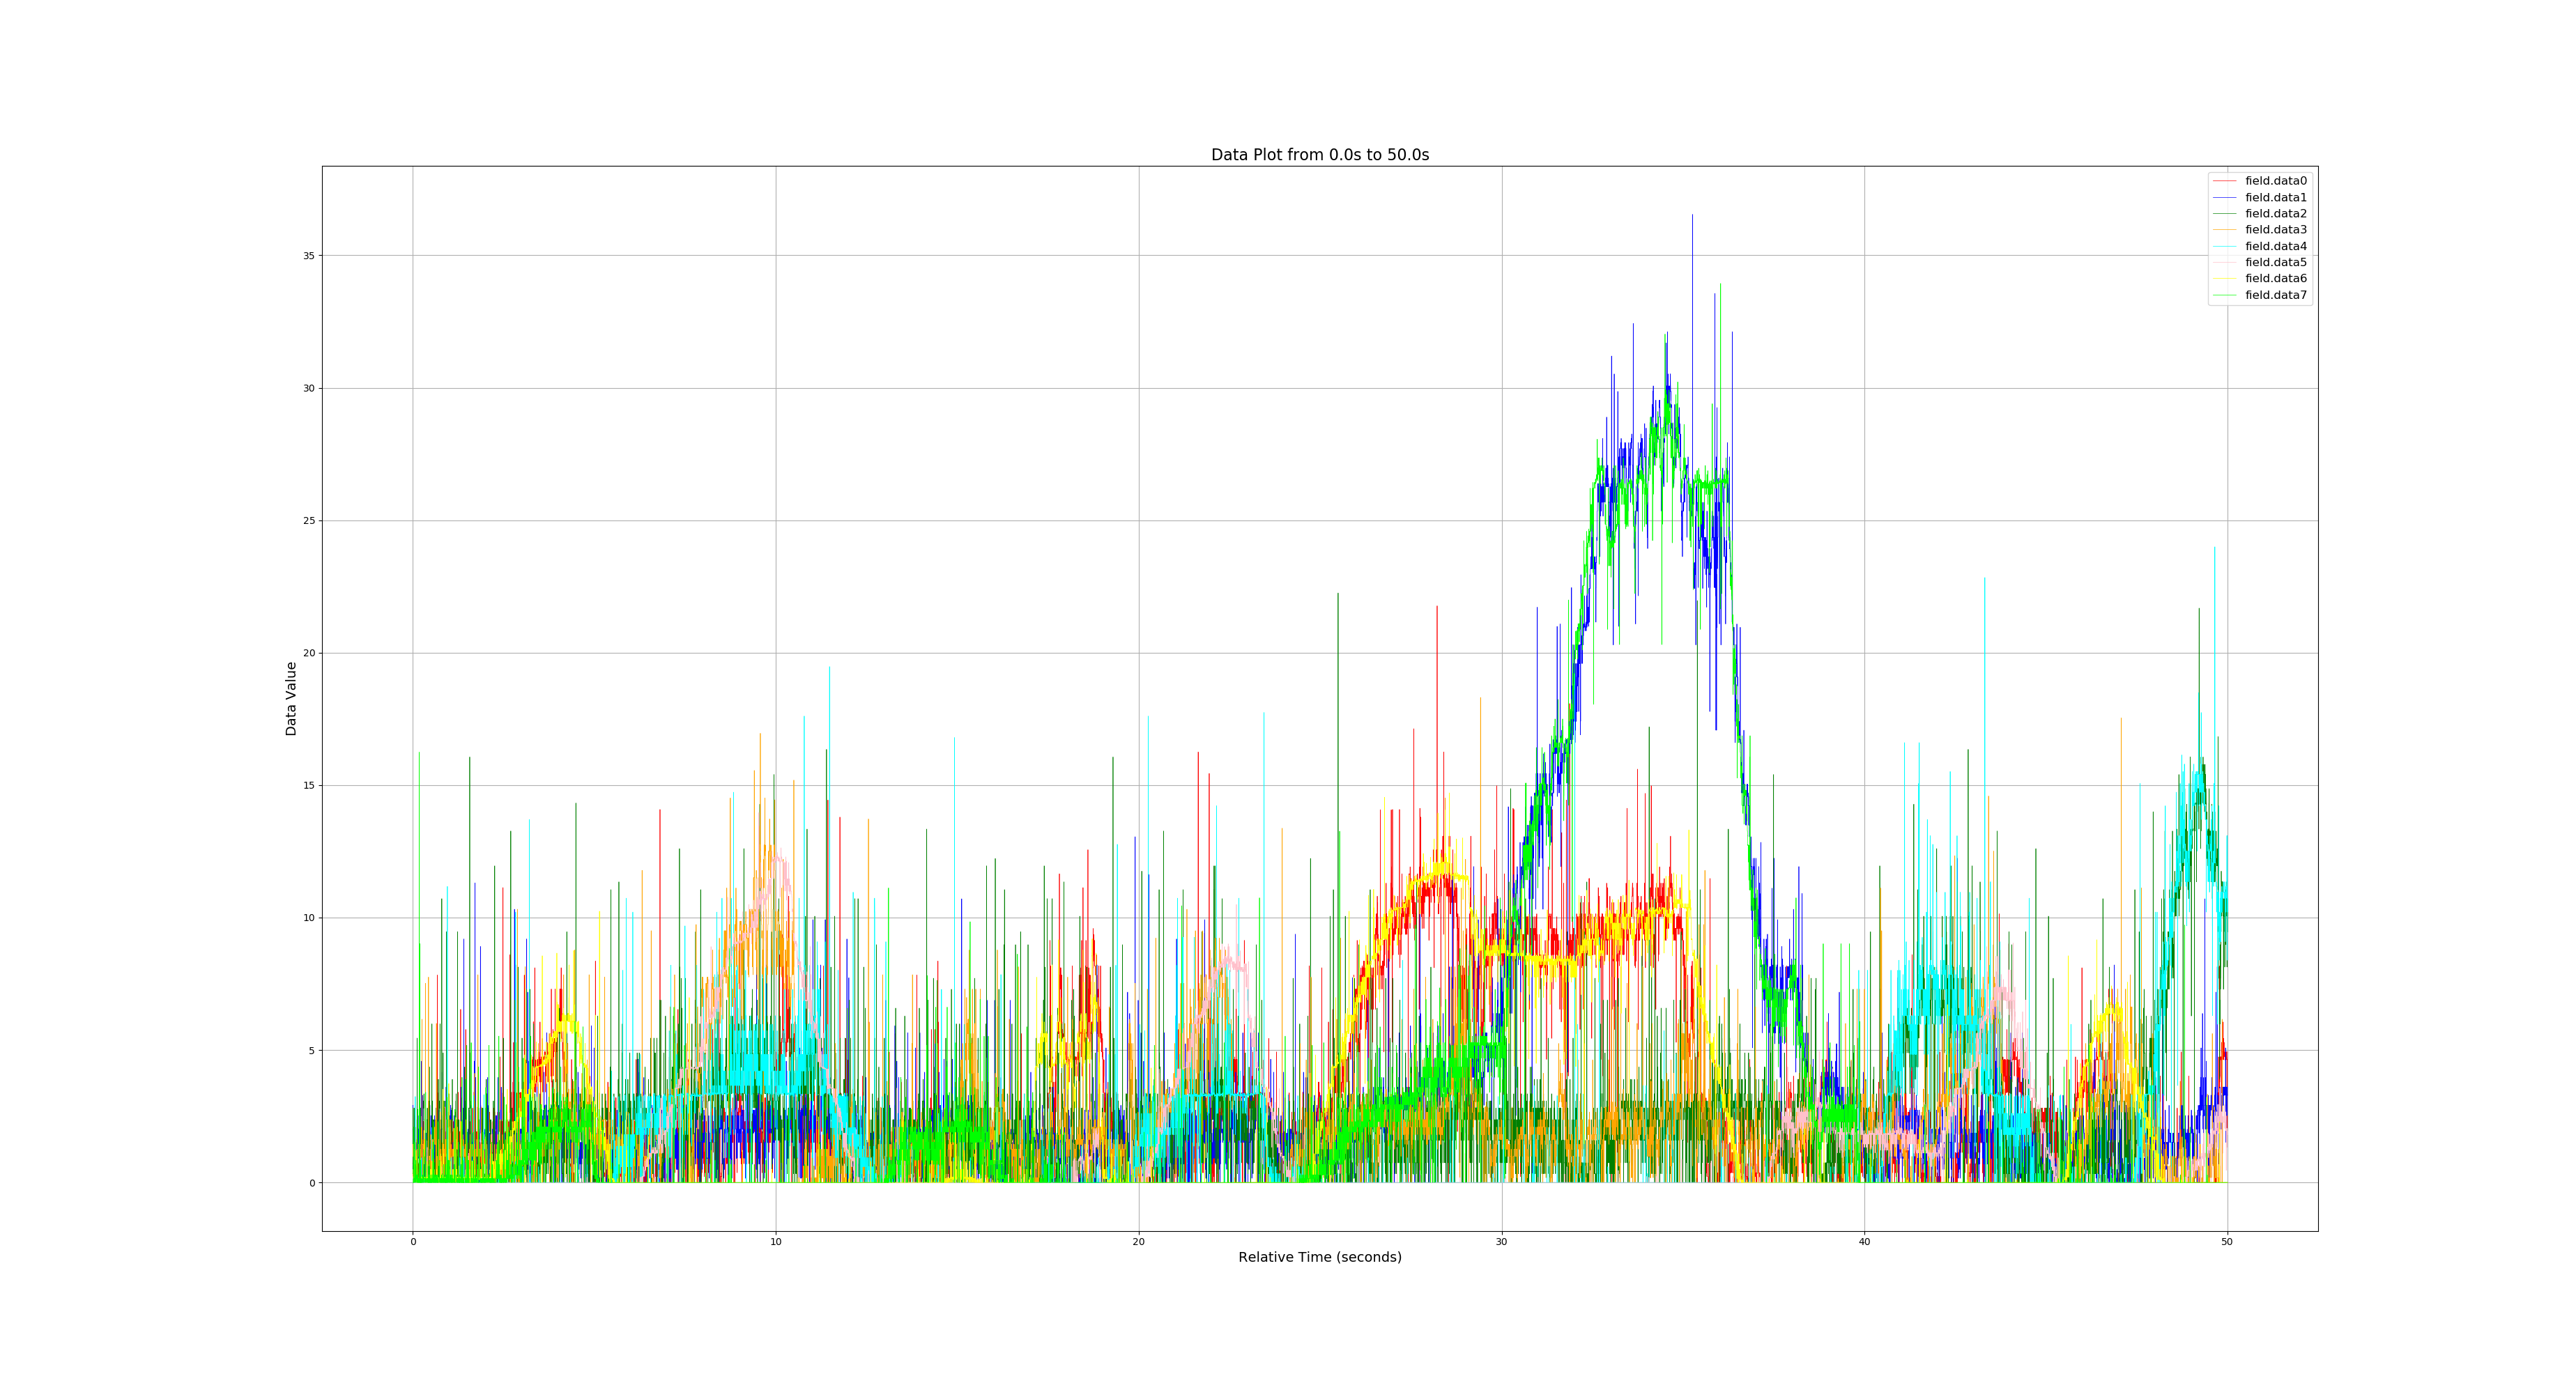 Data Plot from 0.0s to 50.0s
field.data0
field.data1
field.data2
field.data3
field.data4
field.data5
field.data6
field.data7
35
30
25
20
15
10
5
0
Data Value
0 10 20 30 40 50
Relative Time (seconds)